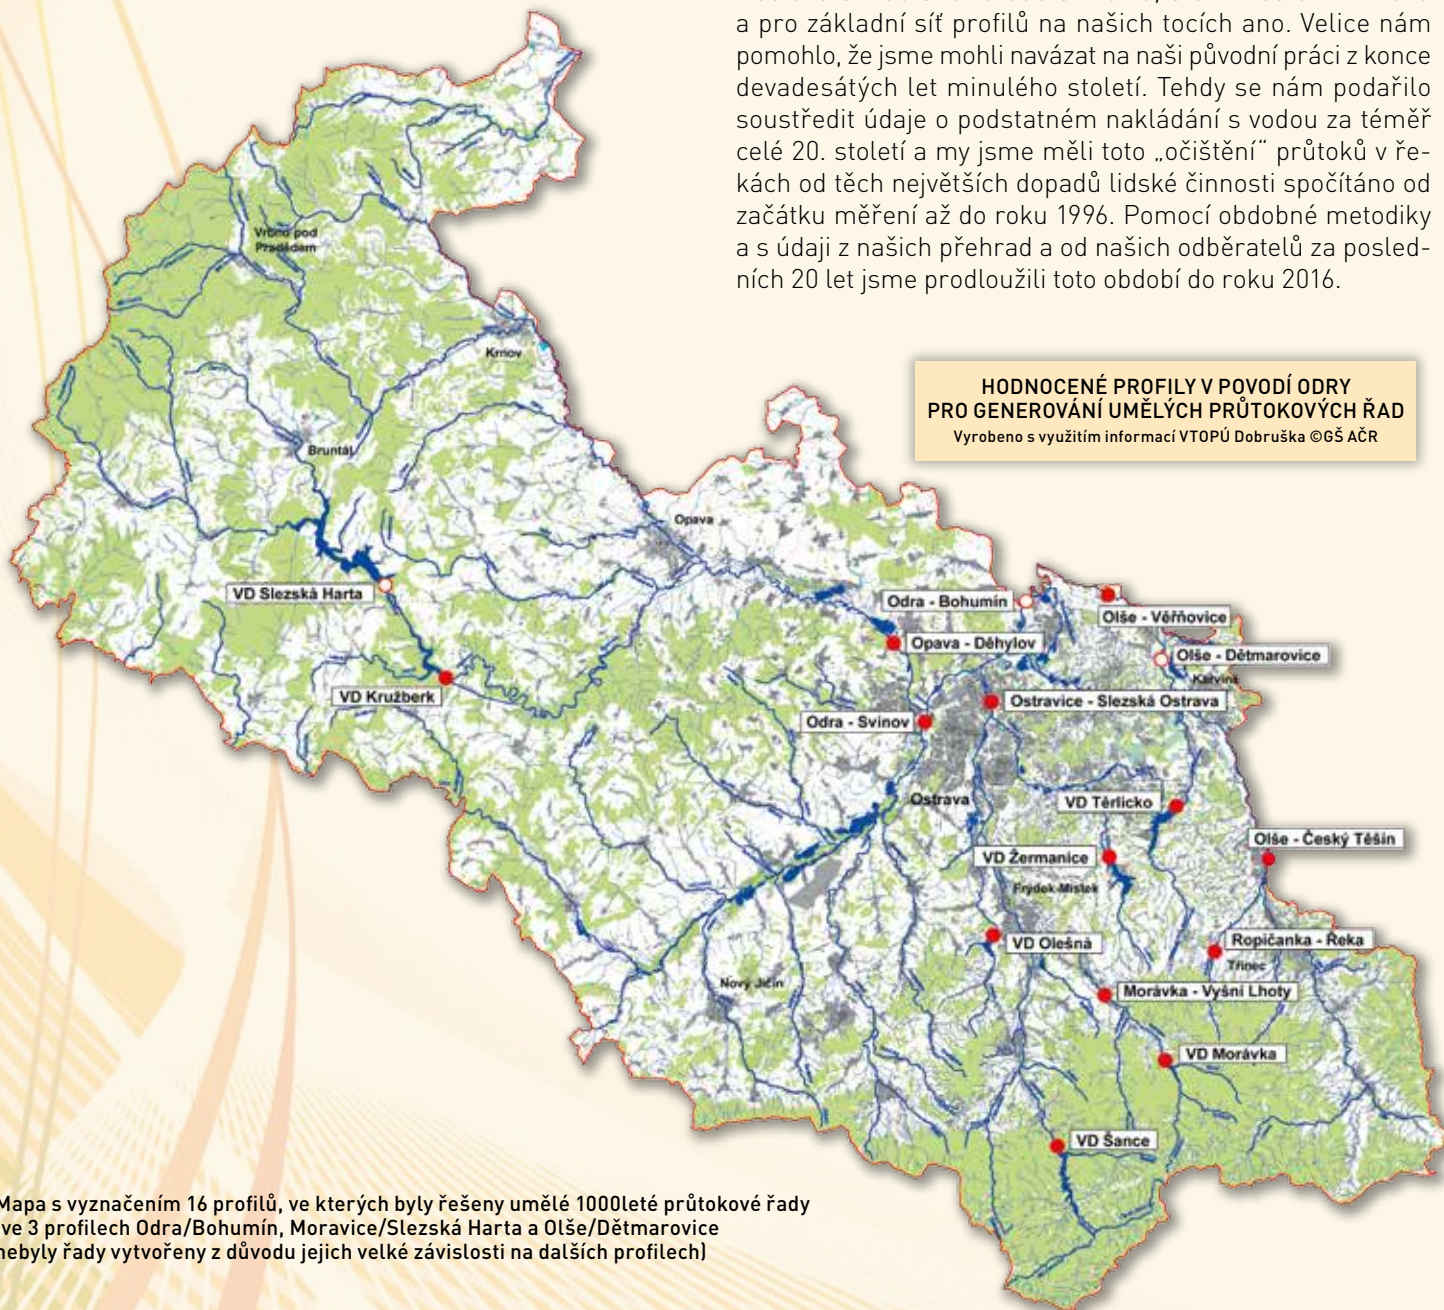 a pro základní síť profilů na našich tocích ano. Velice nám
pomohlo, že jsme mohli navázat na naši původní práci z konce
devadesátých let minulého století. Tehdy se nám podařilo
soustředit údaje o podstatném nakládání s vodou za téměř
celé 20. století a my jsme měli toto „očištění“ průtoků v ře-
kách od těch největších dopadů lidské činnosti spočítáno od
začátku měření až do roku 1996. Pomocí obdobné metodiky
a s údaji z našich přehrad a od našich odběratelů za posled-
ních 20 let jsme prodloužili toto období do roku 2016.
HODNOCENÉ PROFILY V POVODÍ ODRY
PRO GENEROVÁNÍ UMĚLÝCH PRŮTOKOVÝCH ŘAD
Vyrobeno s využitím informací VTOPÚ Dobruška ©GŠ AČR
Vrbno pod
Pradědem
Krnov
Bruntál
Opava
VD Slezská Harta
Odra - Bohumín
Olše - Věřňovice
Opava - Děhylov
Olše - Dětmarovice
Karviná
VD Kružberk
Ostravice - Slezská Ostrava
Odra - Svinov
Ostrava
VD Těrlicko
Olše - Český Těšín
VD Žermanice
Frýdek-Místek
VD Olešná
Ropičanka - Řeka
Třinec
Nový Jičín
Morávka - Vyšní Lhoty
VD Morávka
VD Šance
Mapa s vyznačením 16 profilů, ve kterých byly řešeny umělé 1000leté průtokové řady
ve 3 profilech Odra/Bohumín, Moravice/Slezská Harta a Olše/Dětmarovice
nebyly řady vytvořeny z důvodu jejich velké závislosti na dalších profilech)